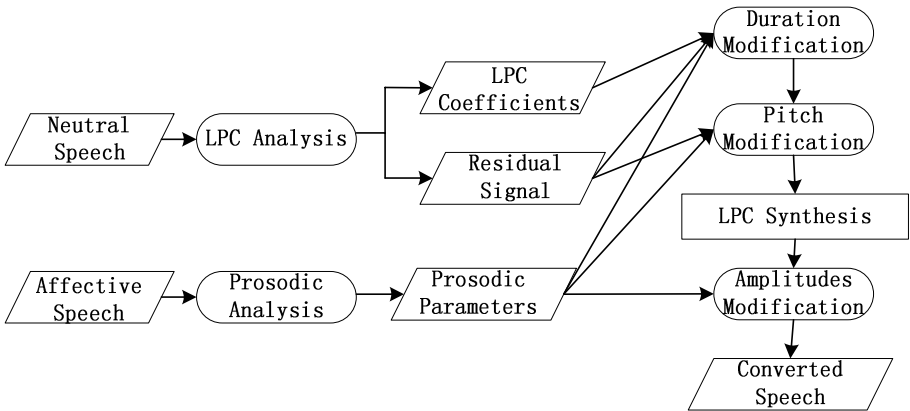 Duration
Modification
LPC
Coefficients
Neutral
Speech
LPC Analysis
Pitch
Modification
Residual
Signal
LPC Synthesis
Affective
Speech
Prosodic
Analysis
Prosodic
Parameters
Amplitudes
Modification
Converted
Speech